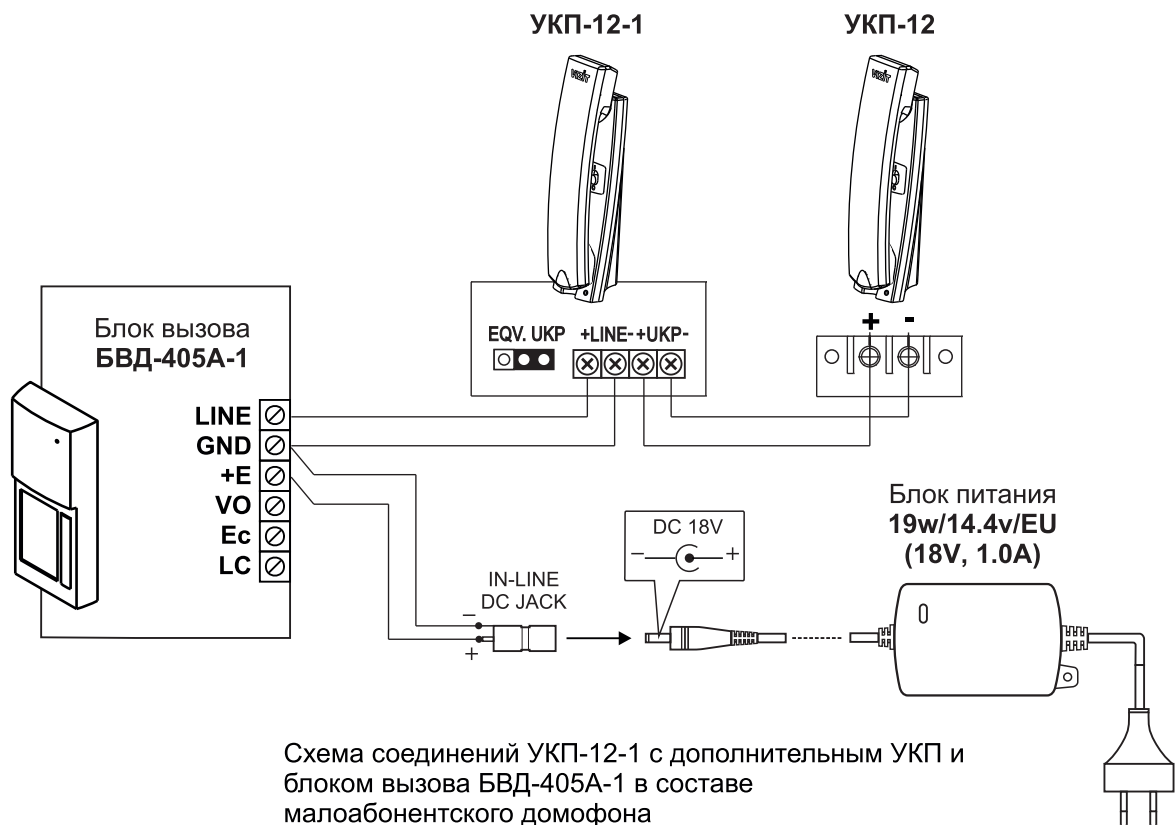 УКП-12-1
УКП-12
VIZIT
VIZIT
EQV. UKP +LINE- +UKP-
+ -
Блок вызова
БВД-405А-1
LINE
GND
+E
VO
Ec
LC
Блок питания
19w/14.4v/EU
(18V, 1.0A)
DC 18V
− +
IN-LINE
DC JACK
−
+
Схема соединений УКП-12-1 с дополнительным УКП и
блоком вызова БВД-405А-1 в составе
малоабонентского домофона